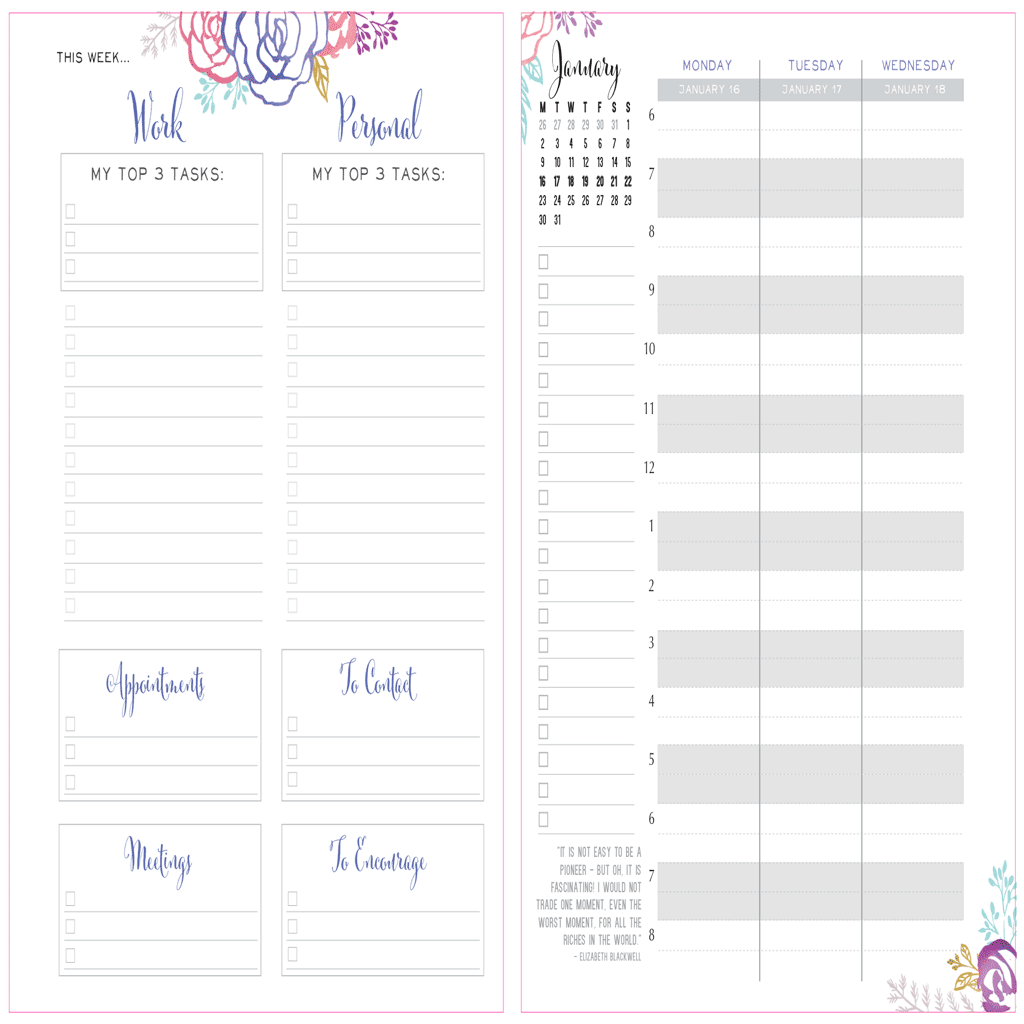 THIS WEEK...
Work
MY TOP 3 TASKS:
Personal
MY TOP 3 TASKS:
Appointments
To Contact
Meetings
To Encourage
January
M T W T F S S
26 27 28 29 30 31 1
2 3 4 5 6 7 8
9 10 11 12 13 14 15
16 17 18 19 20 21 22
23 24 25 26 27 28 29
30 31
"IT IS NOT EASY TO BE A
PIONEER – BUT OH, IT IS
FASCINATING! I WOULD NOT
TRADE ONE MOMENT, EVEN THE
WORST MOMENT, FOR ALL THE
RICHES IN THE WORLD."
– ELIZABETH BLACKWELL
MONDAY TUESDAY WEDNESDAY
JANUARY 16 JANUARY 17 JANUARY 18
6
7
8
9
10
11
12
1
2
3
4
5
6
7
8